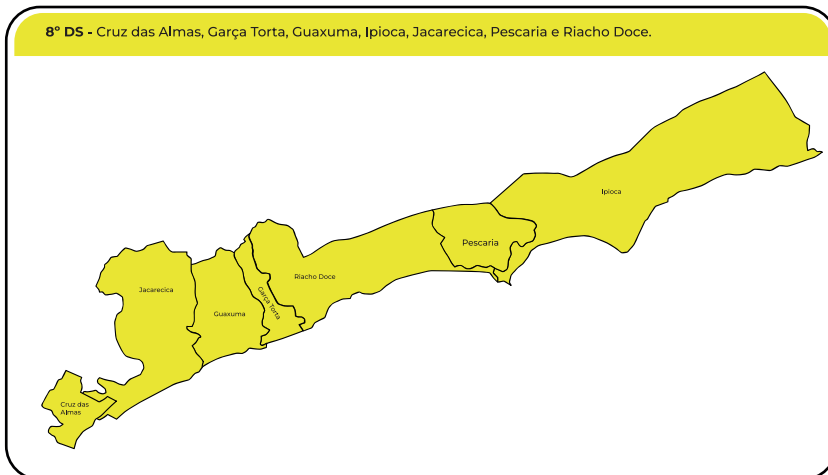 8º DS - Cruz das Almas, Garça Torta, Guaxuma, Ipioca, Jacarecica, Pescaria e Riacho Doce.
Ipioca
Pescaria
Riacho Doce
Jacarecica
Garça Torta
Guaxuma
Cruz das
Almas